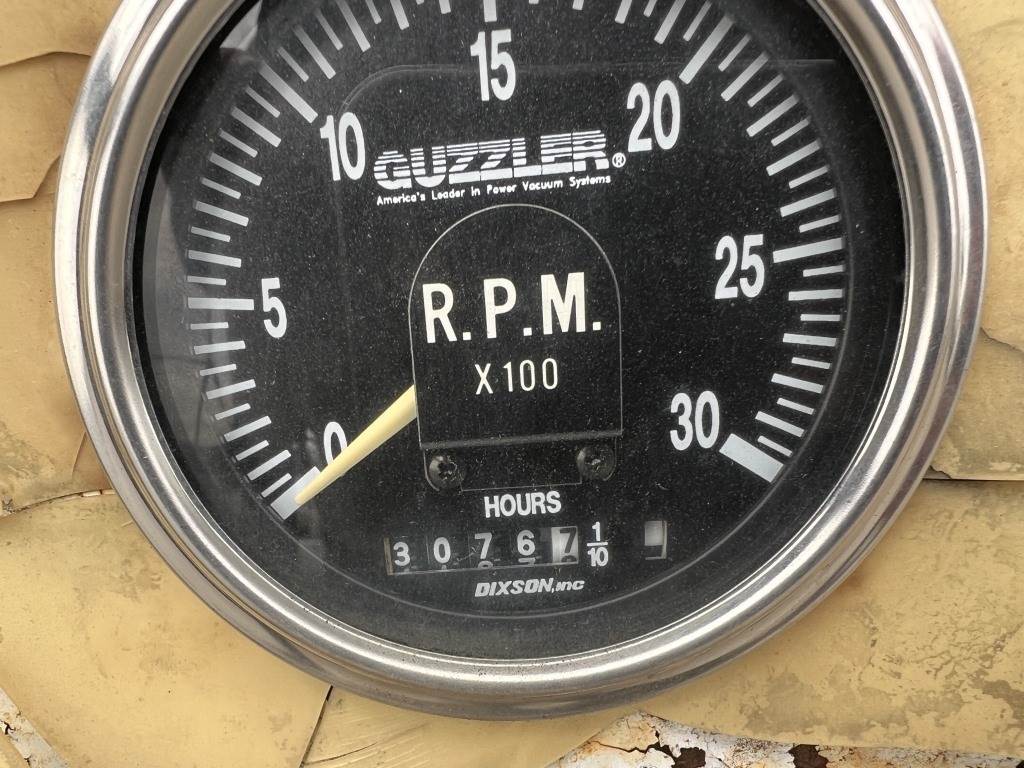 15
10 20
GUZZLER®
America's Leader in Power Vacuum Systems
5 25
R.P.M.
X 100
0 30
HOURS
3 0 7 6 7 1/10
DIXSON, INC